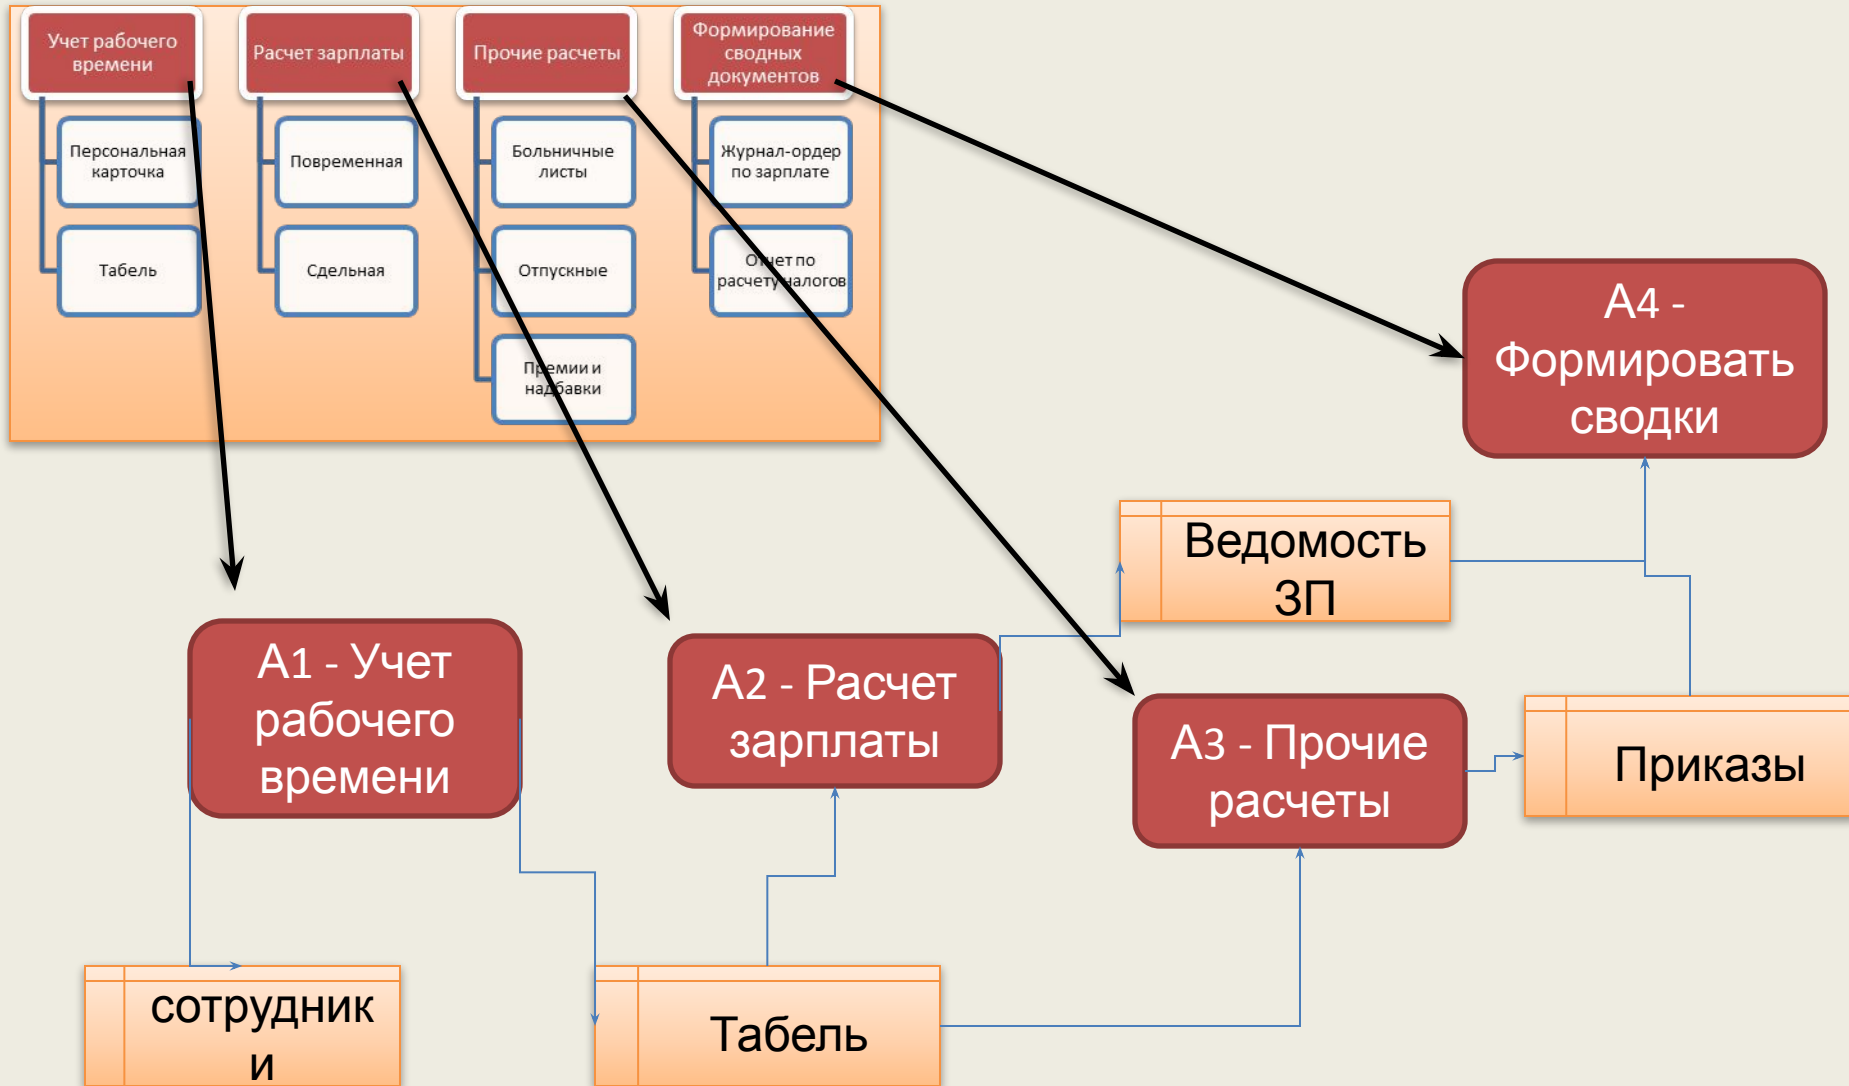 Учет рабочего
времени
Расчет зарплаты
Прочие расчеты
Формирование
сводных
документов
Персональная
карточка
Табель
Повременная
Сдельная
Больничные
листы
Отпускные
Премии и
надбавки
Журнал-ордер
по зарплате
Отчет по
расчету налогов
А4 -
Формировать
сводки
Ведомость
ЗП
А1 - Учет
рабочего
времени
А2 - Расчет
зарплаты
А3 - Прочие
расчеты
Приказы
сотрудник
и
Табель